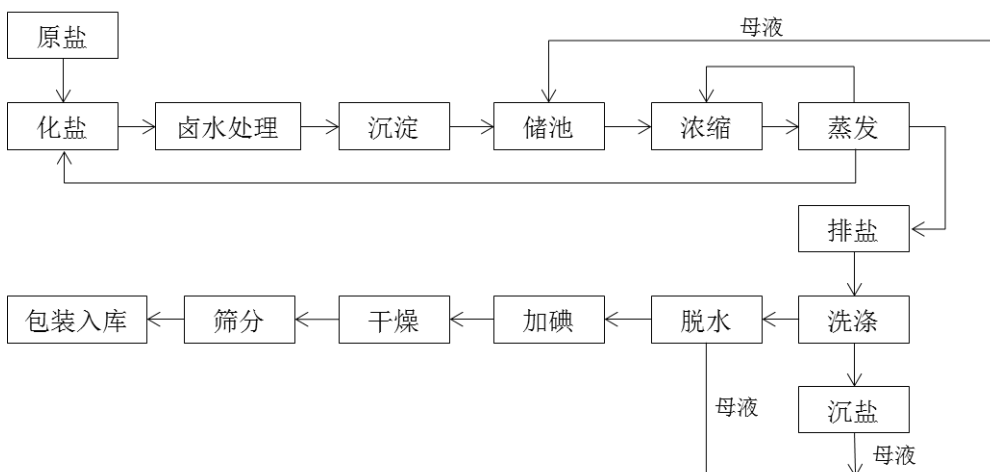 原盐
母液
化盐
卤水处理
沉淀
储池
浓缩
蒸发
排盐
包装入库
筛分
干燥
加碘
脱水
洗涤
母液
沉盐
母液